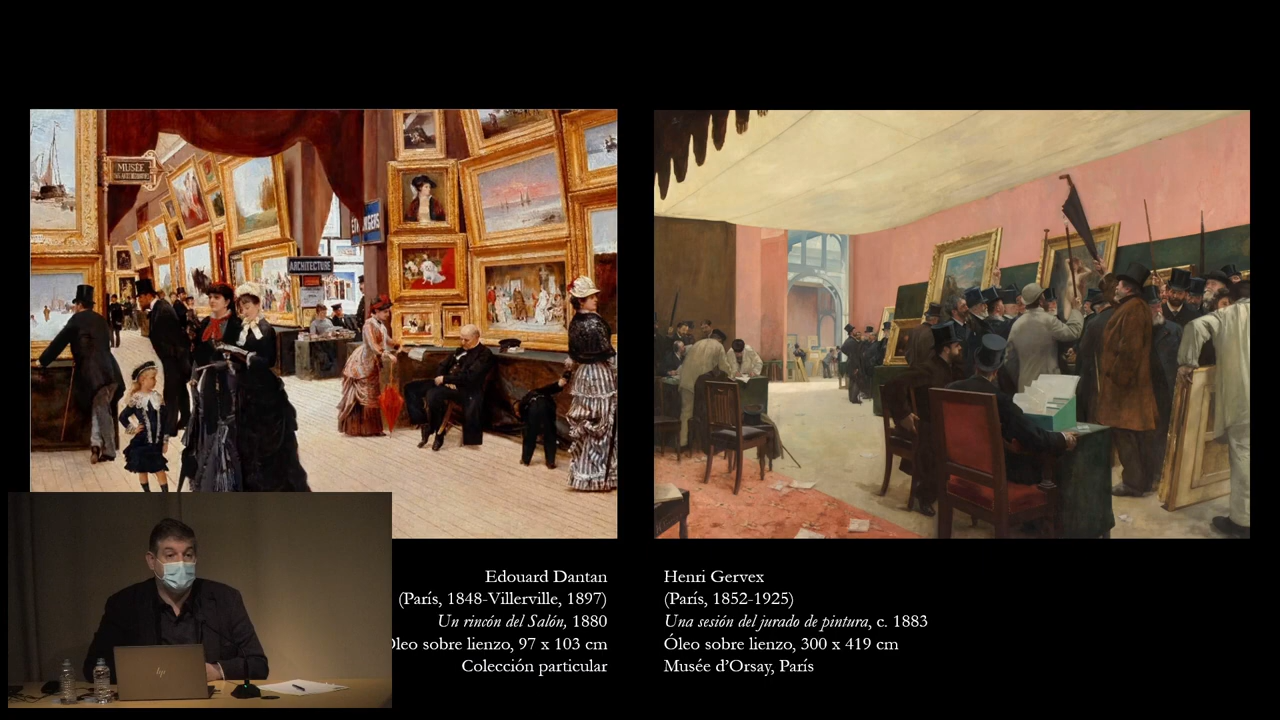 MUSÉE
ARCHITECTURE
Edouard Dantan
(París, 1848-Villerville, 1897)
Un rincón del Salón, 1880
Óleo sobre lienzo, 97 x 103 cm
Colección particular
Henri Gervex
(París, 1852-1925)
Una sesión del jurado de pintura, c. 1883
Óleo sobre lienzo, 300 x 419 cm
Musée d'Orsay, París
hp